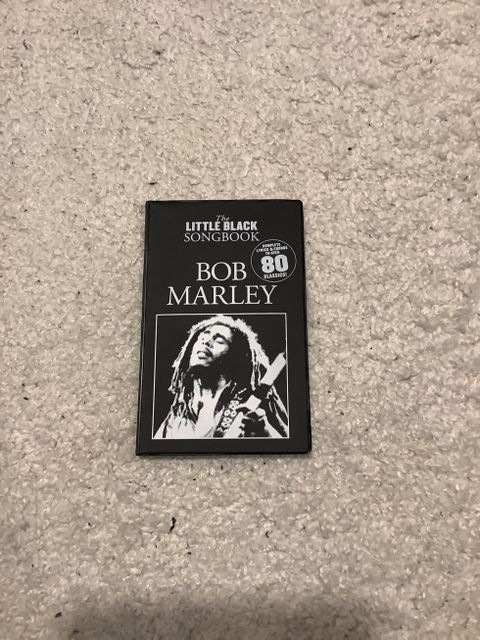 The
LITTLE BLACK
SONGBOOK
COMPLETE
LYRICS & CHORDS
TO OVER
80
CLASSICS!
BOB
MARLEY